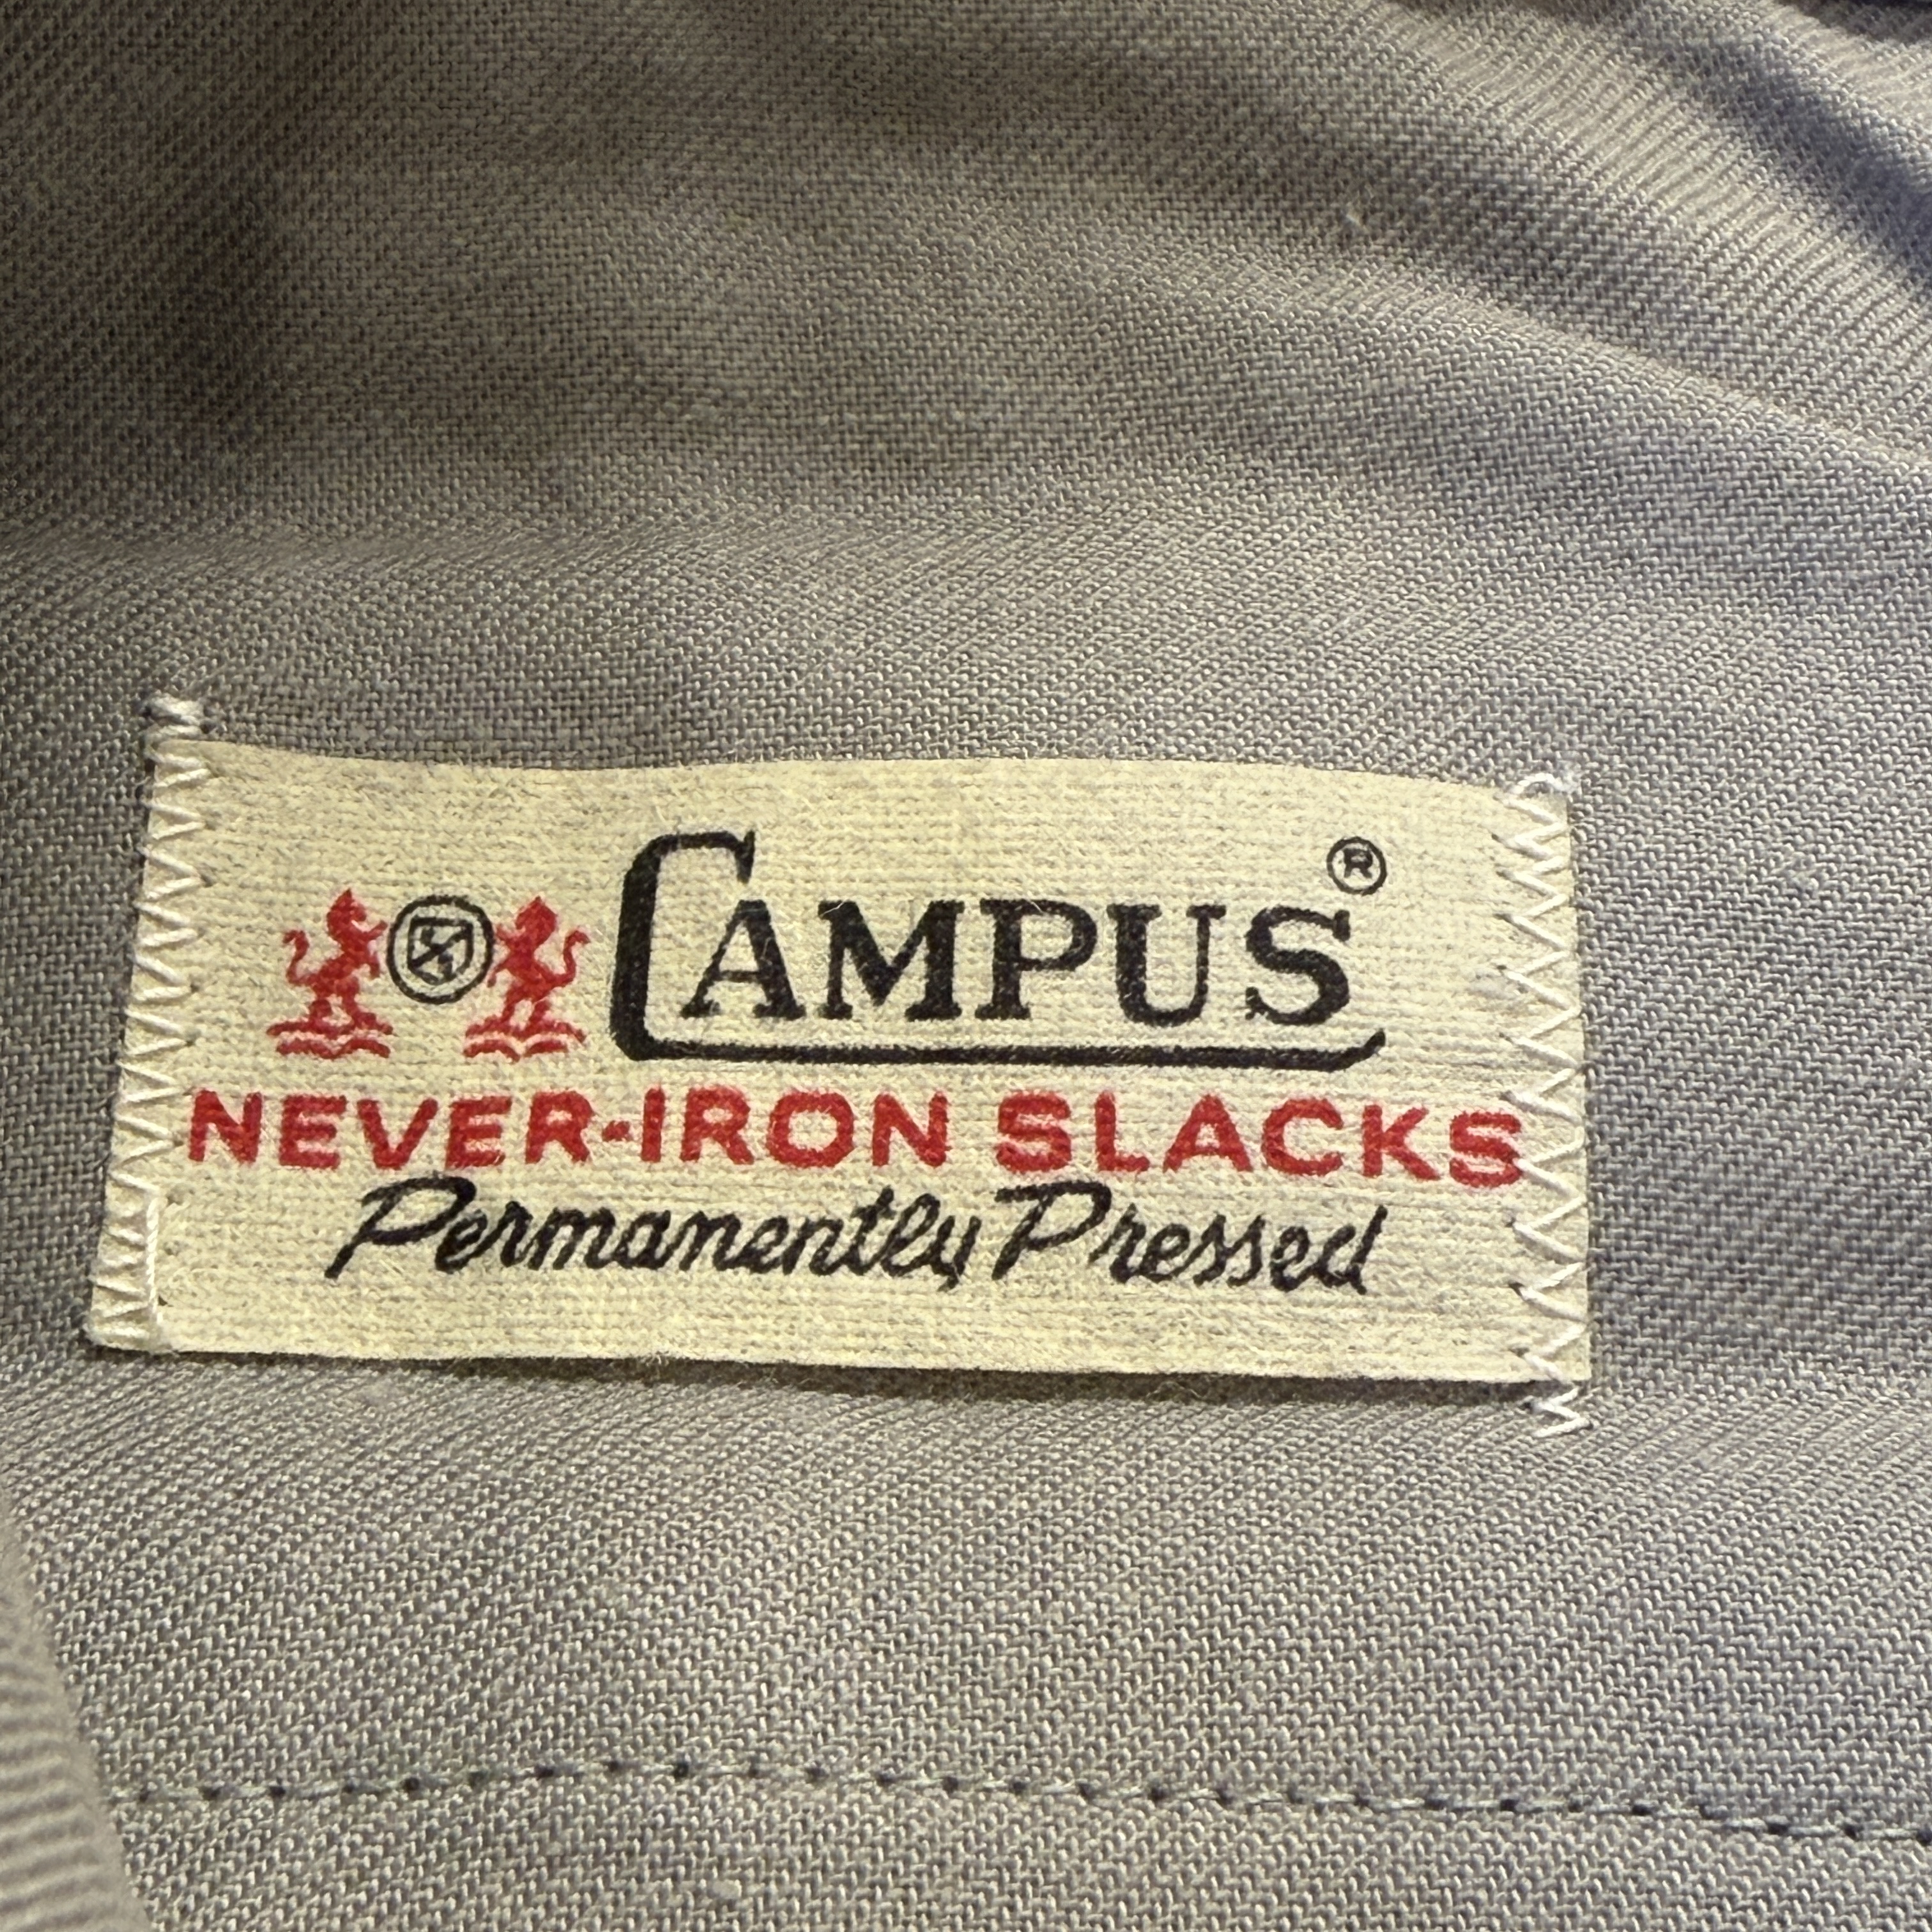 CAMPUS®
NEVER-IRON SLACKS
Permanently Pressed